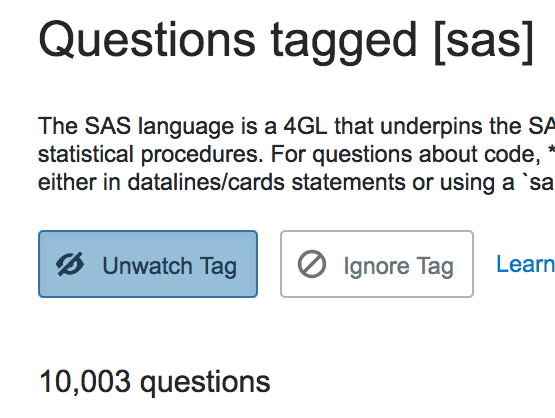 Questions tagged [sas]
The SAS language is a 4GL that underpins the SA
statistical procedures. For questions about code, *
either in datalines/cards statements or using a `sa
Unwatch Tag Ignore Tag Learn
10,003 questions